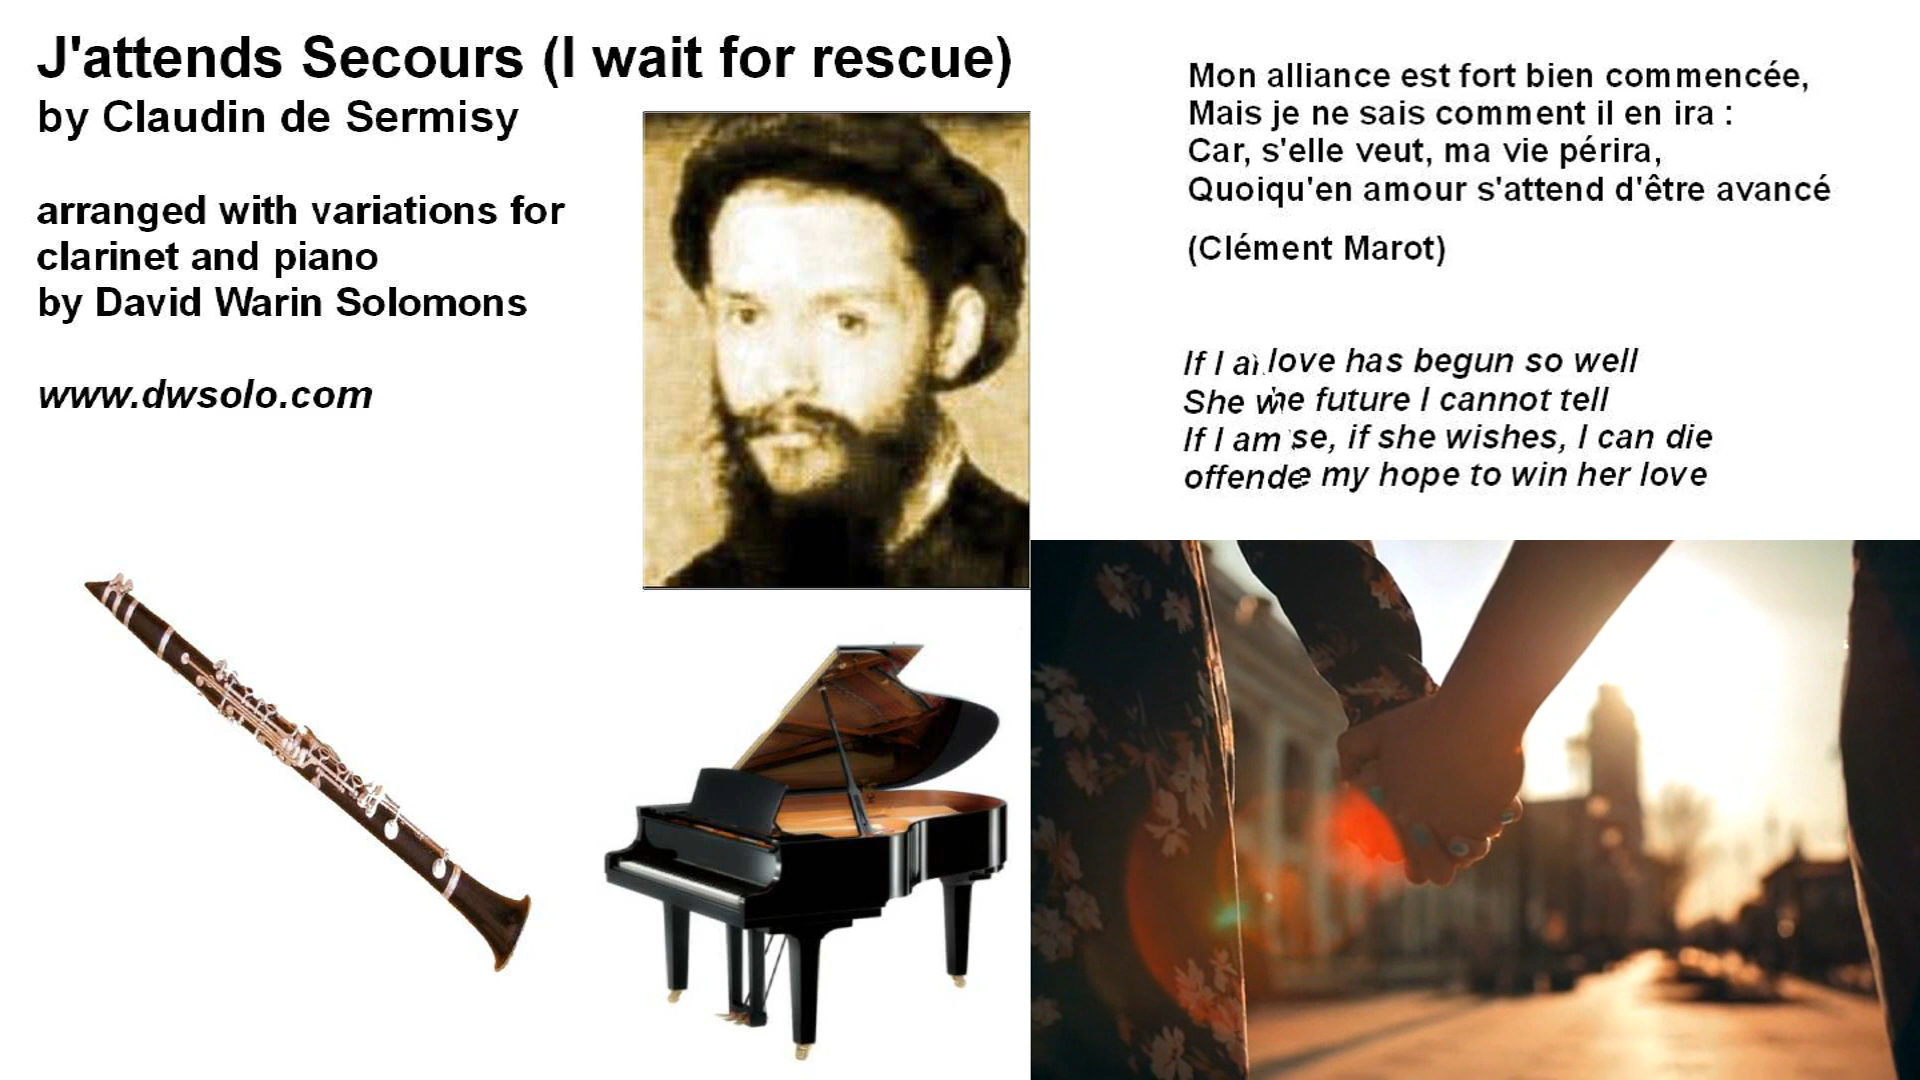 J'attends Secours (I wait for rescue)
by Claudin de Sermisy
arranged with variations for
clarinet and piano
by David Warin Solomons
www.dwsolo.com
Mon alliance est fort bien commencée,
Mais je ne sais comment il en ira :
Car, s'elle veut, ma vie périra,
Quoiqu'en amour s'attend d'être avancé
(Clément Marot)
If I love has begun so well
She future I cannot tell
If I am if she wishes, I can die
my hope to win her love